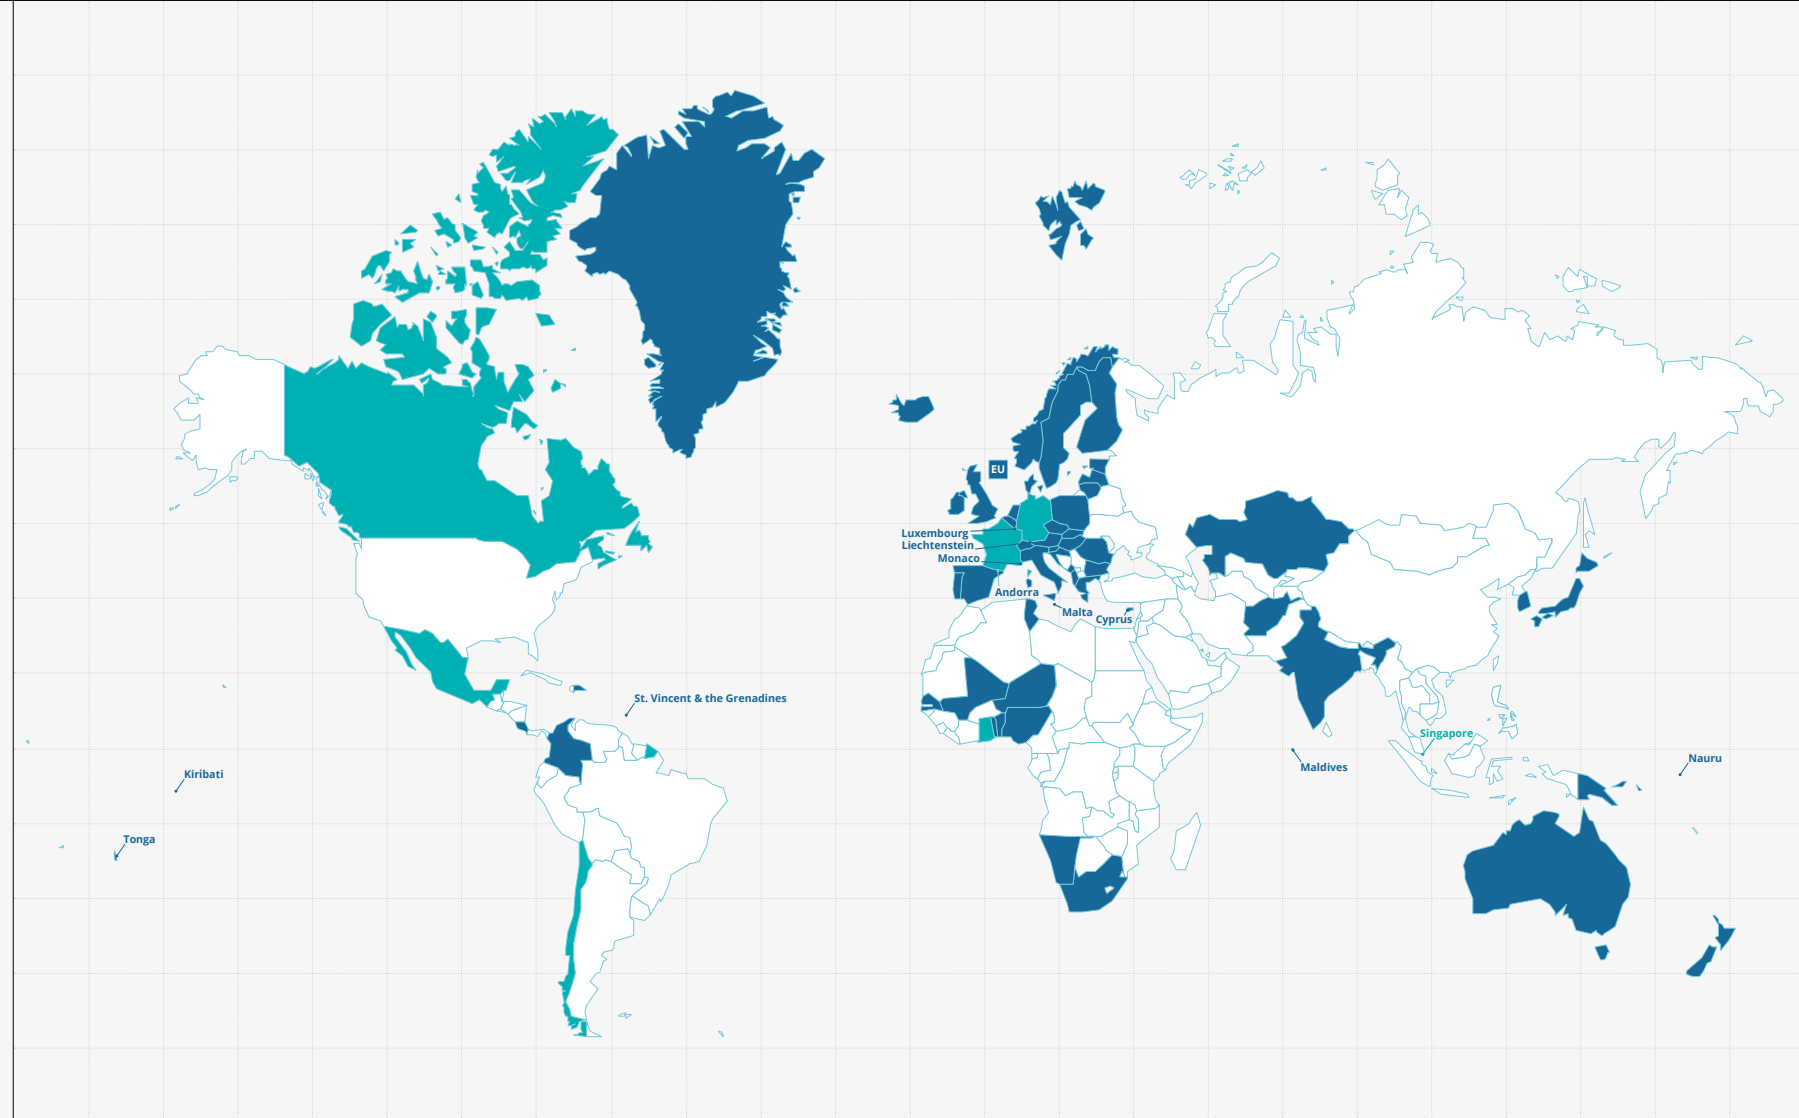 EU
Luxembourg
Liechtenstein
Monaco
Andorra
Malta
Cyprus
St. Vincent & the Grenadines
Singapore
Kiribati
Maldives
Nauru
Tonga